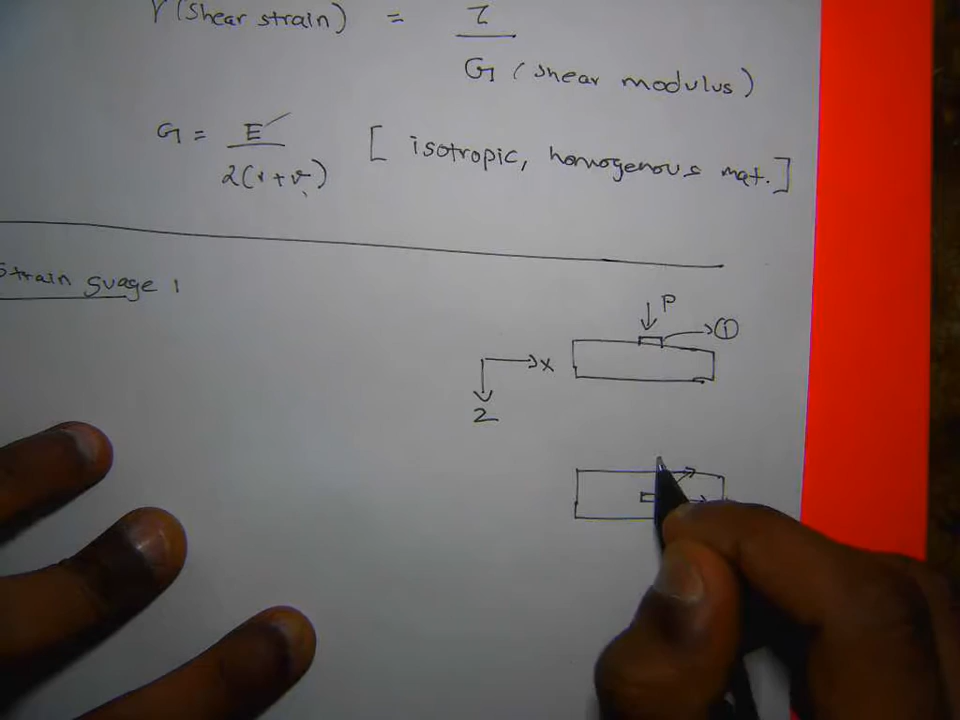 γ (Shear strain) = τ
G (shear modulus)
G = E / 2(1+ν) [isotropic, homogenous mat.]
Strain guage 1
P
①
x
z